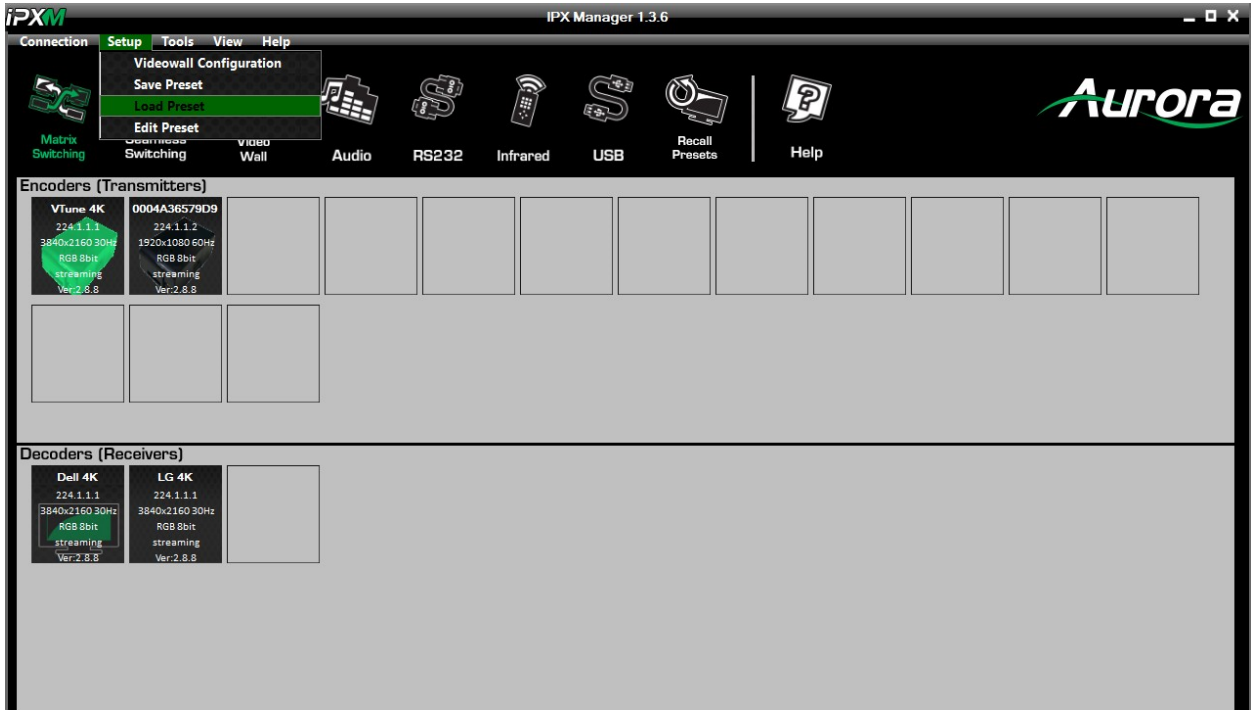 iPXM
IPX Manager 1.3.6
Connection Setup Tools View Help
Videowall Configuration
Save Preset
Load Preset
Edit Preset
Matrix
Switching
Seamless
Switching
Video
Wall
Audio
RS232
Infrared
USB
Recall
Presets
Help
Aurora
Encoders (Transmitters)
VTune 4K
224.1.1.1
3840x2160 30Hz
RGB 8bit
streaming
Ver:2.8.8
0004A36579D9
224.1.1.2
1920x1080 60Hz
RGB 8bit
streaming
Ver:2.8.8
Decoders (Receivers)
Dell 4K
224.1.1.1
3840x2160 30Hz
RGB 8bit
streaming
Ver:2.8.8
LG 4K
224.1.1.1
3840x2160 30Hz
RGB 8bit
streaming
Ver:2.8.8